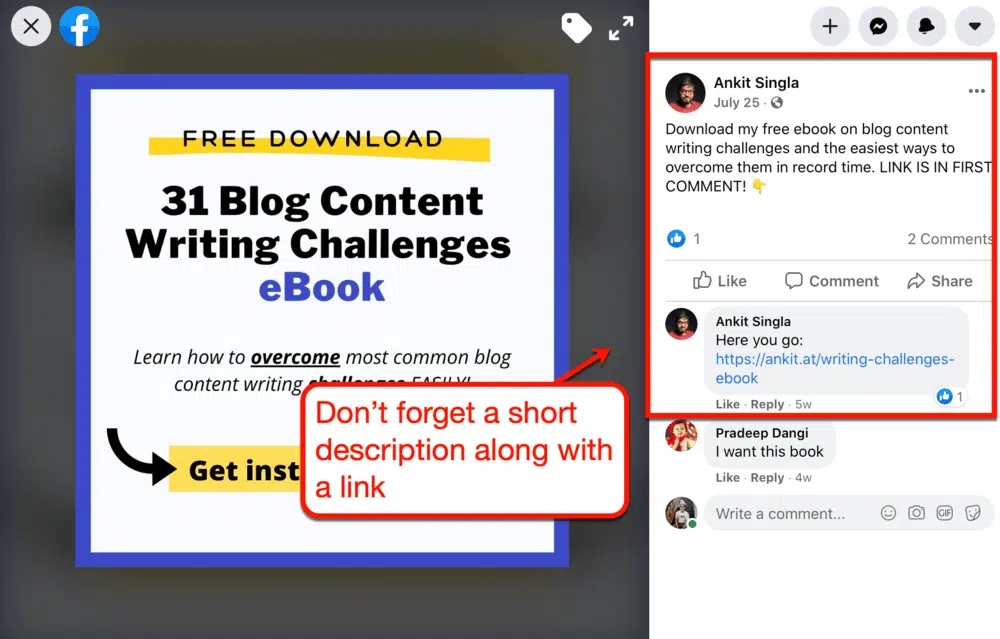 FREE DOWNLOAD
31 Blog Content
Writing Challenges
eBook
Learn how to overcome most common blog
content writing challenges EASILY!
Get inst
Don't forget a short
description along with
a link
Ankit Singla
July 25 ·
Download my free ebook on blog content
writing challenges and the easiest ways to
overcome them in record time. LINK IS IN FIRST
COMMENT! 👇
1
2 Comments
Like Comment Share
Ankit Singla
Here you go:
https://ankit.at/writing-challenges-
ebook
1
Like · Reply · 5w
Pradeep Dangi
I want this book
Like · Reply · 4w
Write a comment...
GIF